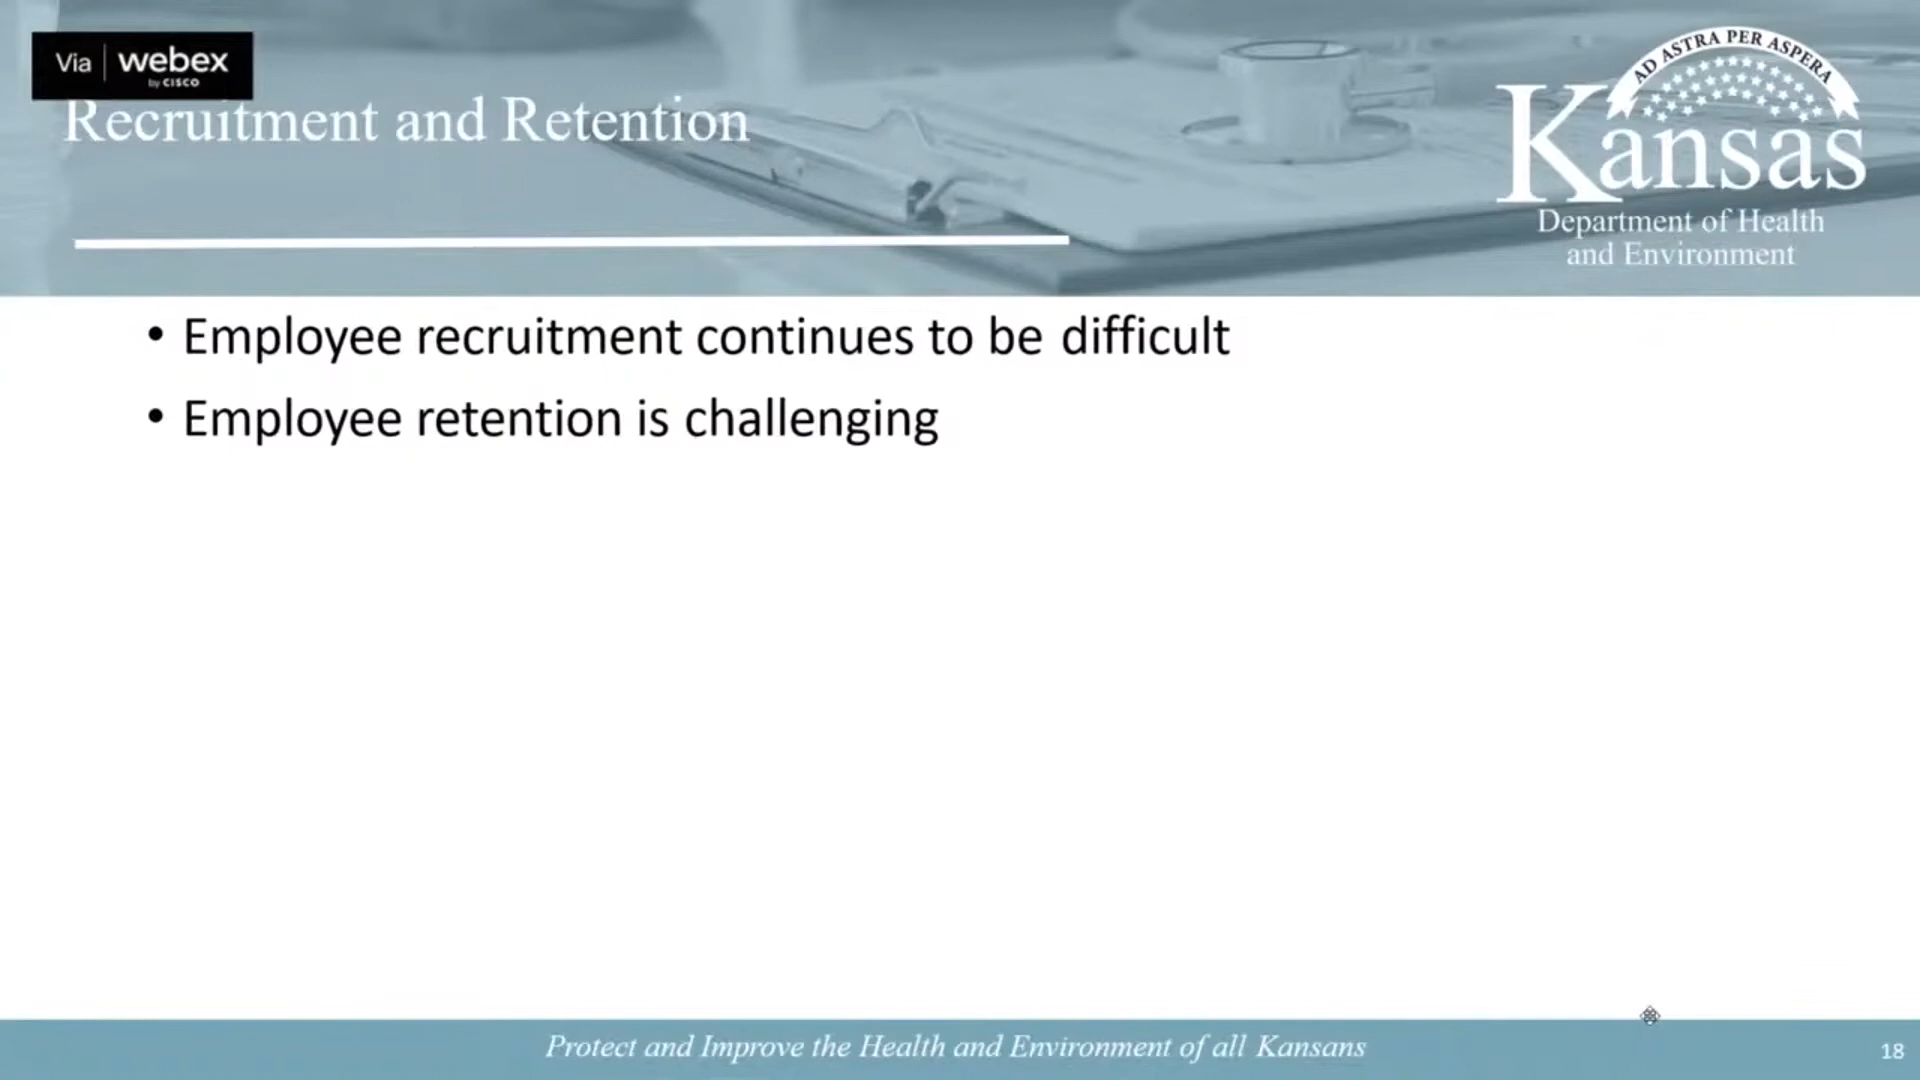 Via webex
by CISCO
Recruitment and Retention
AD ASTRA PER ASPERA
Kansas
Department of Health
and Environment
• Employee recruitment continues to be difficult
• Employee retention is challenging
Protect and Improve the Health and Environment of all Kansans
18